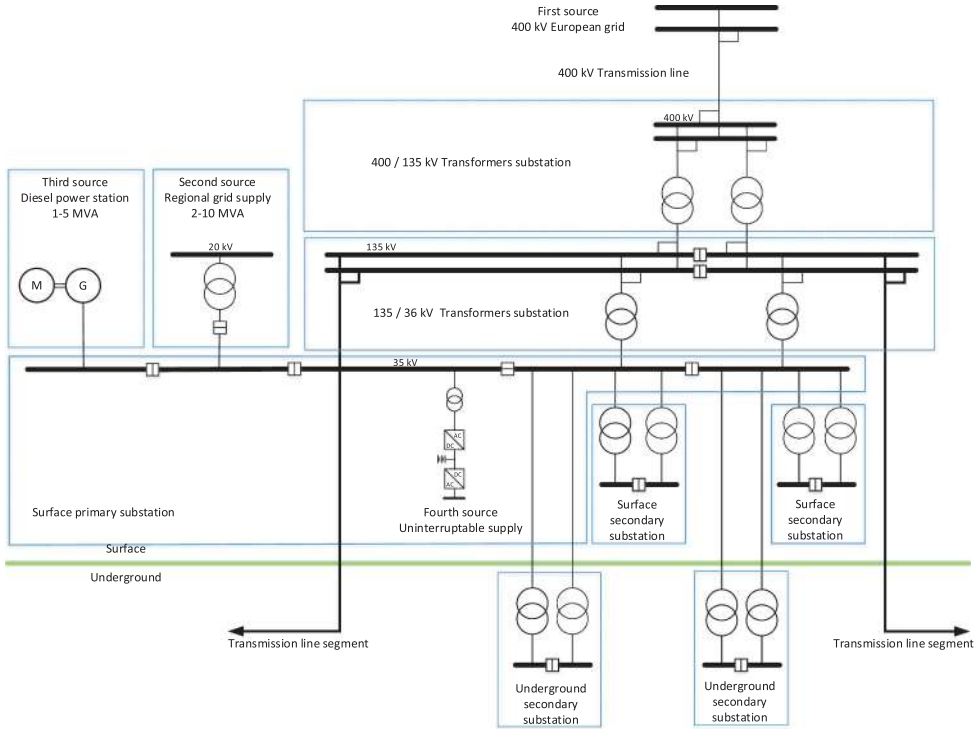 First source
400 kV European grid
400 kV Transmission line
400 kV
400 / 135 kV Transformers substation
Third source
Diesel power station
1-5 MVA
Second source
Regional grid supply
2-10 MVA
20 kV
135 kV
M
G
135 / 36 kV Transformers substation
35 kV
AC
DC
DC
AC
Surface primary substation
Fourth source
Uninterruptable supply
Surface
secondary
substation
Surface
secondary
substation
Surface
Underground
Transmission line segment
Transmission line segment
Underground
secondary
substation
Underground
secondary
substation